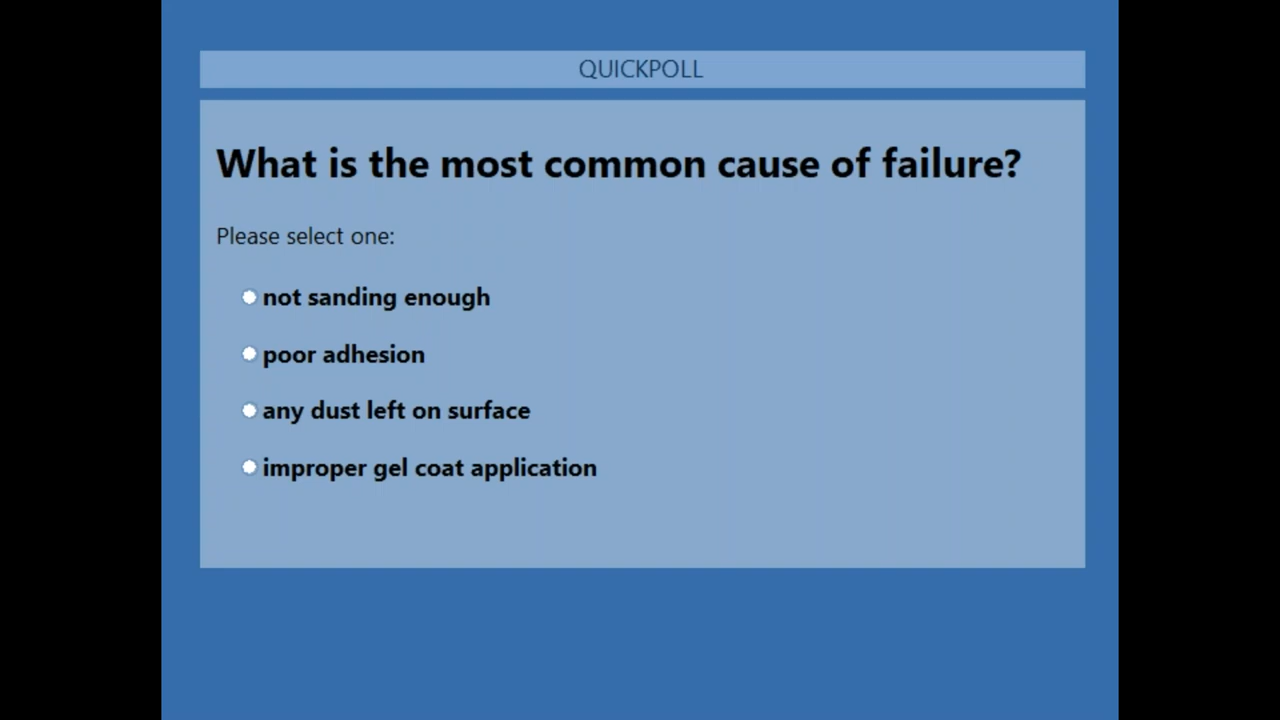 QUICKPOLL
What is the most common cause of failure?
Please select one:
not sanding enough
poor adhesion
any dust left on surface
improper gel coat application